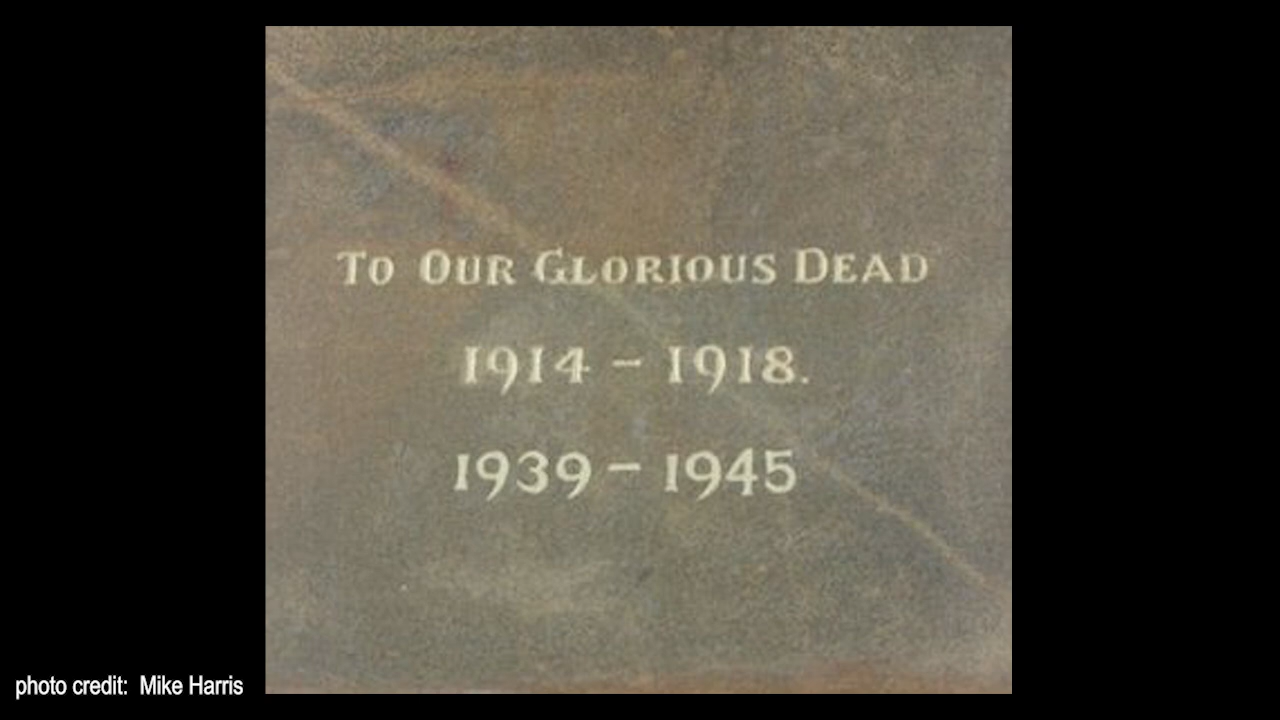 To Our Glorious Dead
1914 – 1918.
1939 – 1945
photo credit: Mike Harris